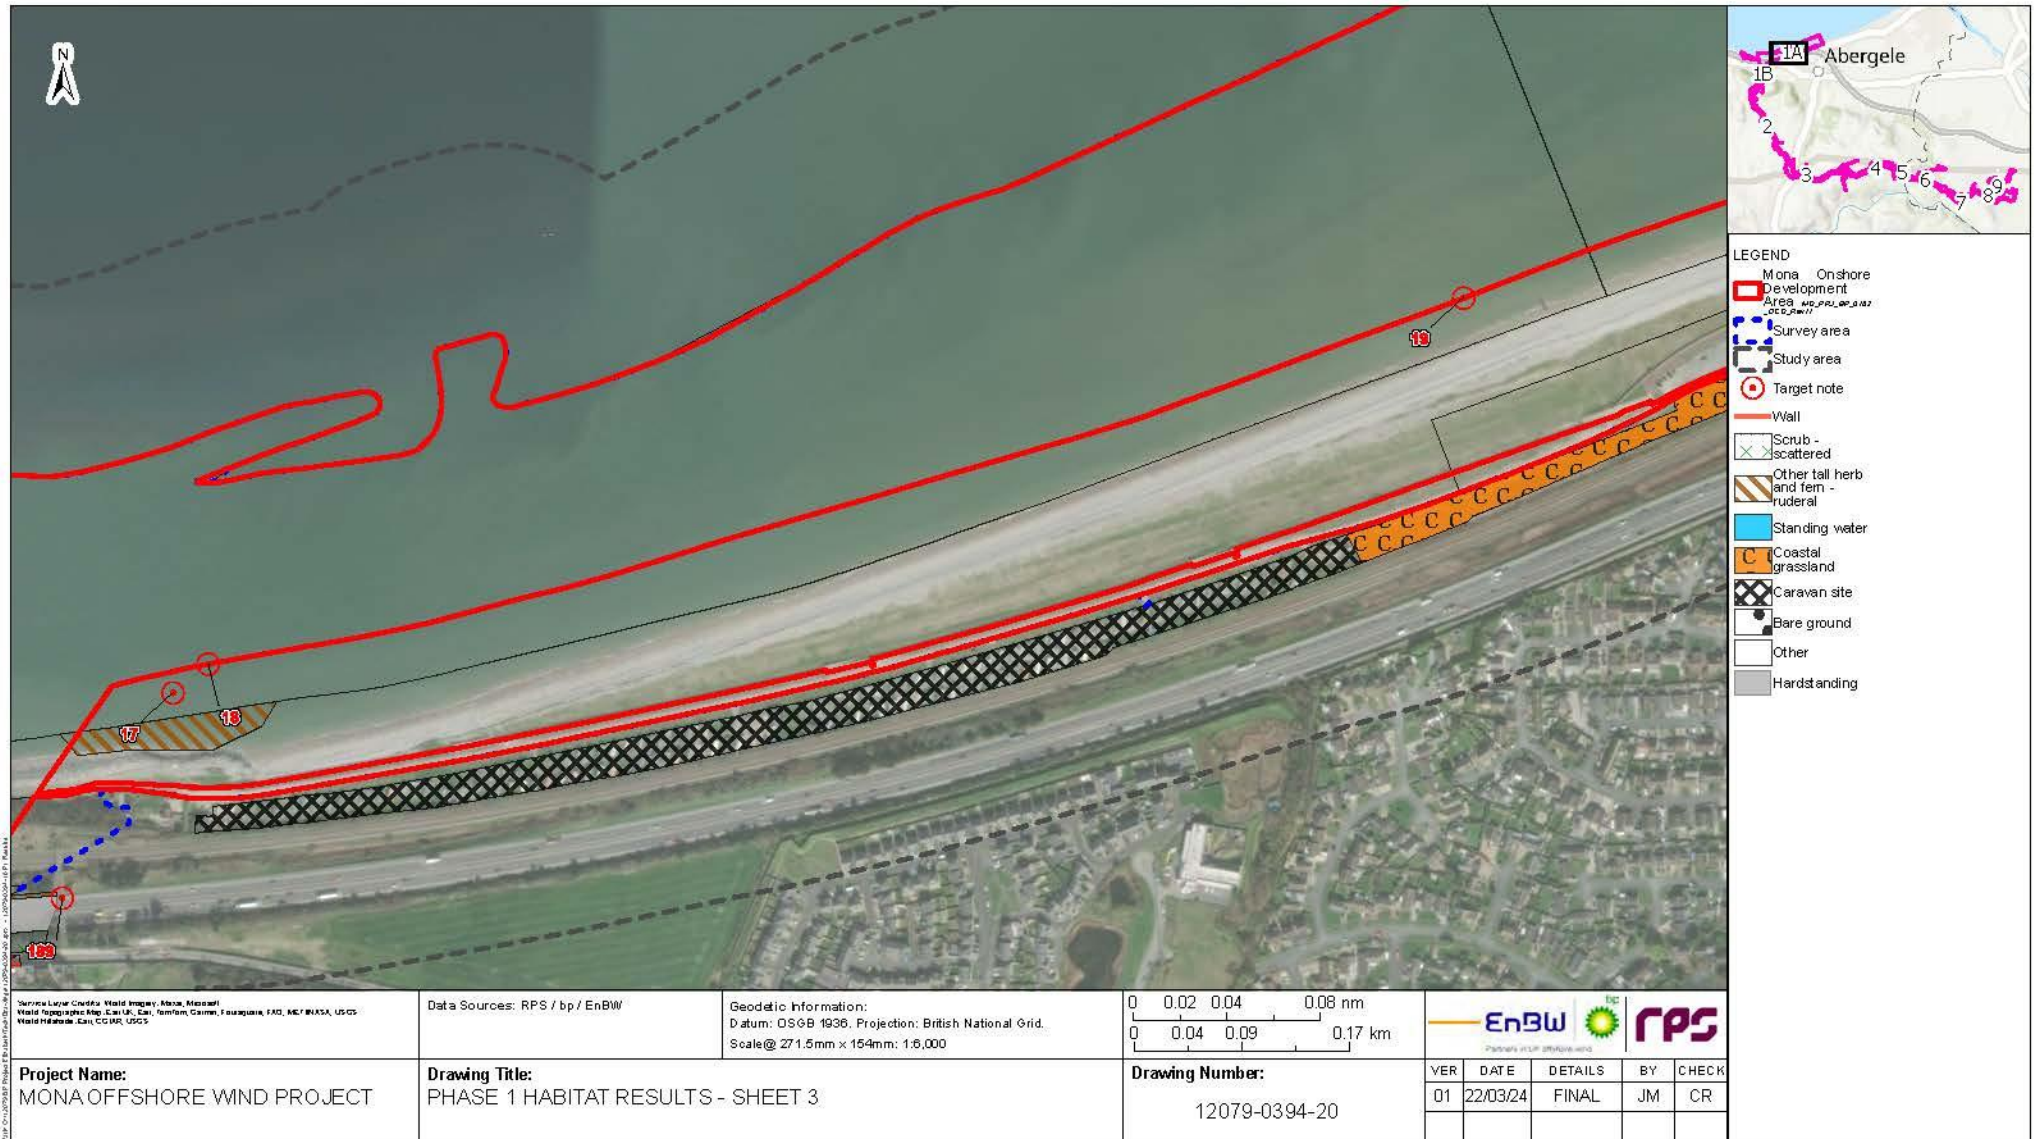 N
19
18
17
199
1A
Abergele
1B
2
3
4
5
6
7
8
9
LEGEND
Mona Onshore
Development
Area
Survey area
Study area
Target note
Wall
Scrub -
scattered
Other tall herb
and fern -
ruderal
Standing water
Coastal
grassland
Caravan site
Bare ground
Other
Hardstanding
Data Sources: RPS / bp / EnBW
Geodetic Information:
Datum: OSGB 1936. Projection: British National Grid.
Scale@ 271.5mm x 154mm: 1:6,000
0 0.02 0.04 0.08 nm
0 0.04 0.09 0.17 km
EnBW bp rps
Project Name:
MONA OFFSHORE WIND PROJECT
Drawing Title:
PHASE 1 HABITAT RESULTS - SHEET 3
Drawing Number:
12079-0394-20
VER DATE DETAILS BY CHECK
01 22/03/24 FINAL JM CR